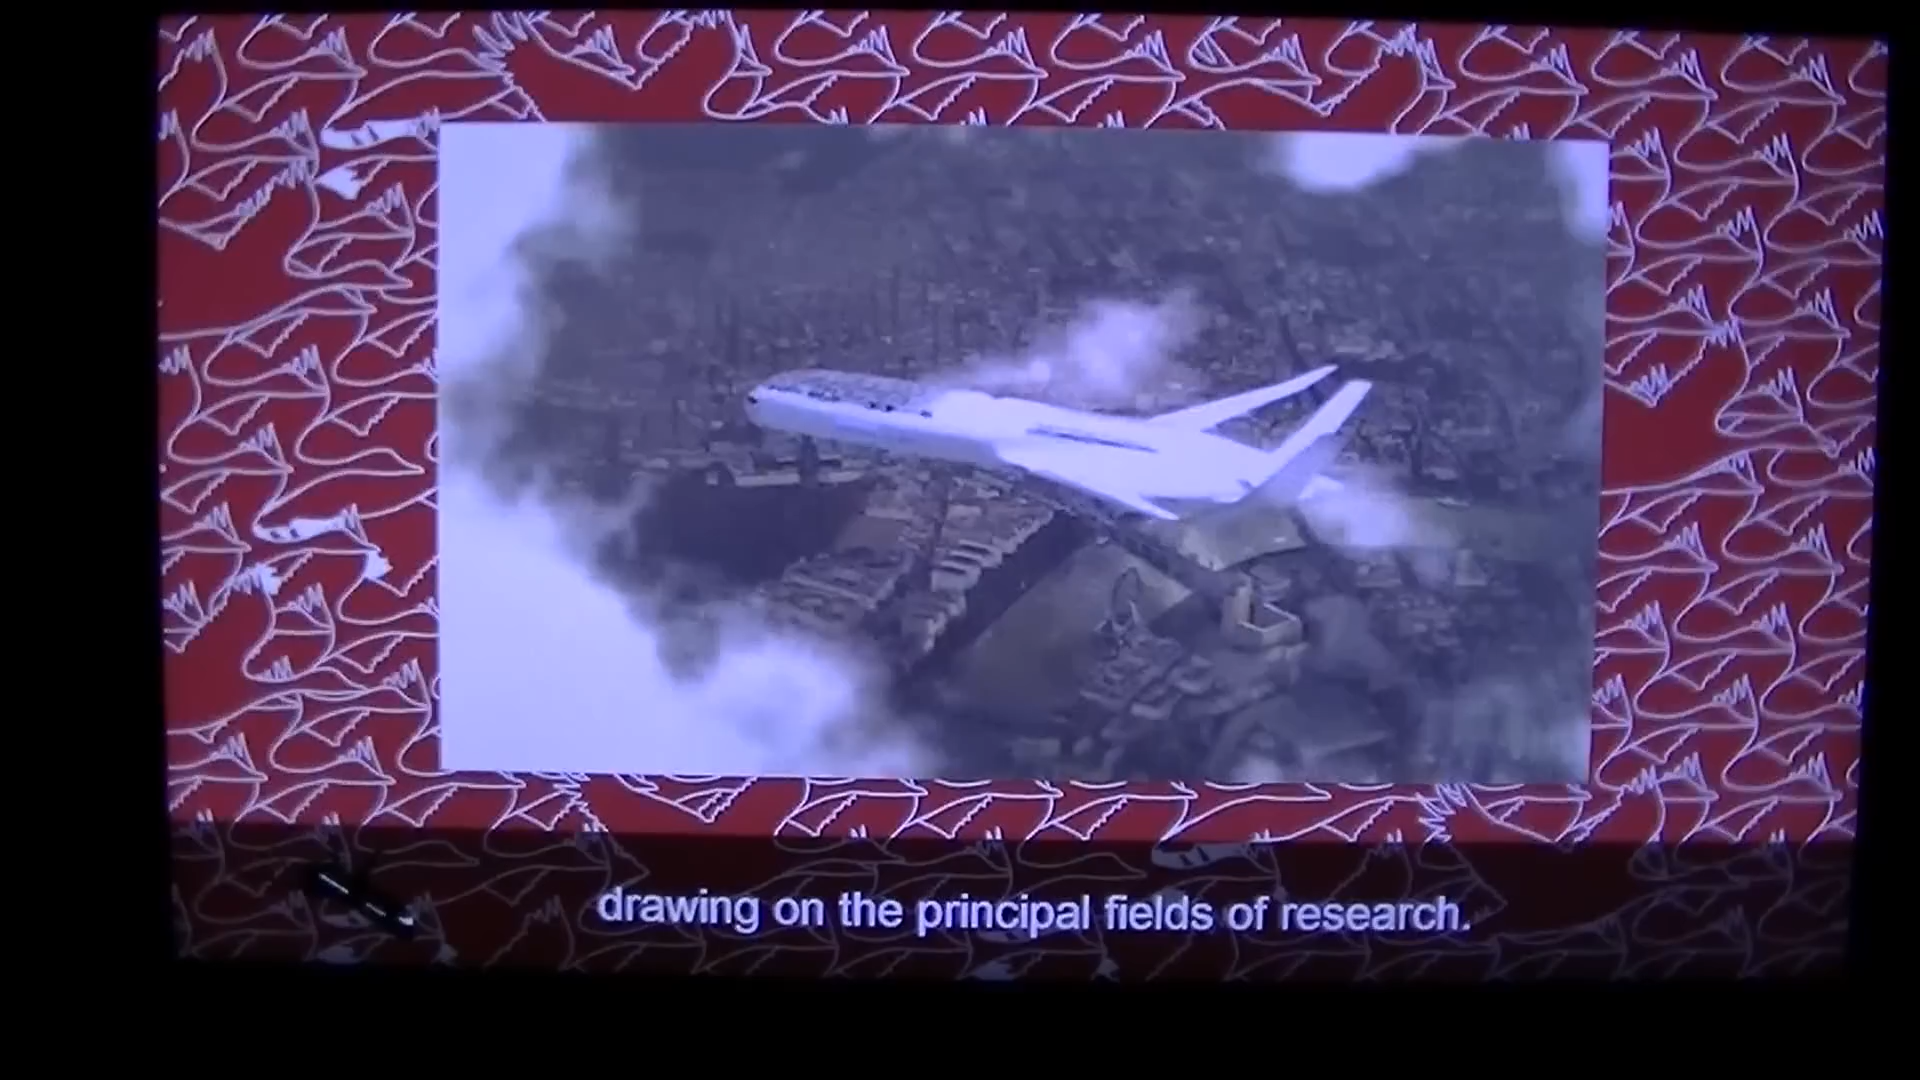 drawing on the principal fields of research.